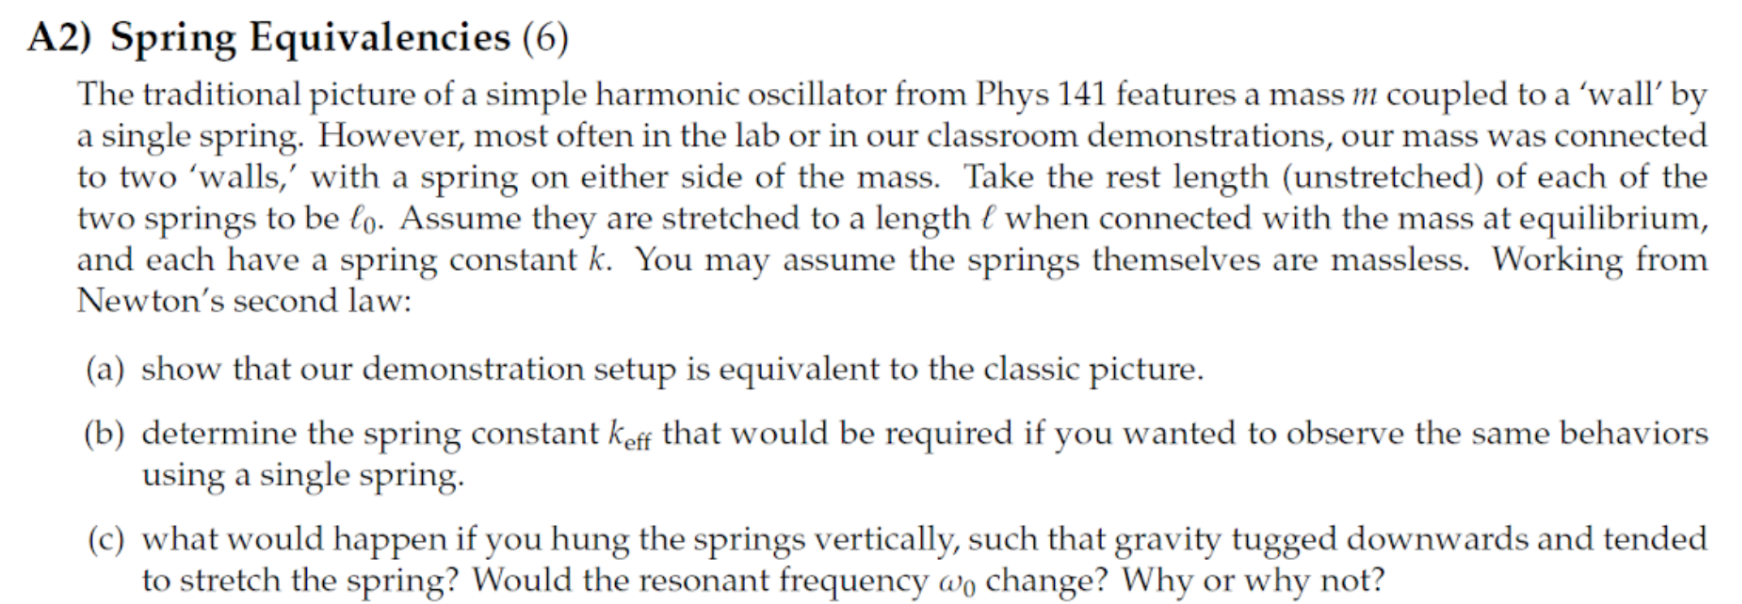 A2) Spring Equivalencies (6)
The traditional picture of a simple harmonic oscillator from Phys 141 features a mass m coupled to a ‘wall’ by
a single spring. However, most often in the lab or in our classroom demonstrations, our mass was connected
to two ‘walls,’ with a spring on either side of the mass. Take the rest length (unstretched) of each of the
two springs to be ℓ₀. Assume they are stretched to a length ℓ when connected with the mass at equilibrium,
and each have a spring constant k. You may assume the springs themselves are massless. Working from
Newton’s second law:
(a) show that our demonstration setup is equivalent to the classic picture.
(b) determine the spring constant k_eff that would be required if you wanted to observe the same behaviors
using a single spring.
(c) what would happen if you hung the springs vertically, such that gravity tugged downwards and tended
to stretch the spring? Would the resonant frequency ω₀ change? Why or why not?